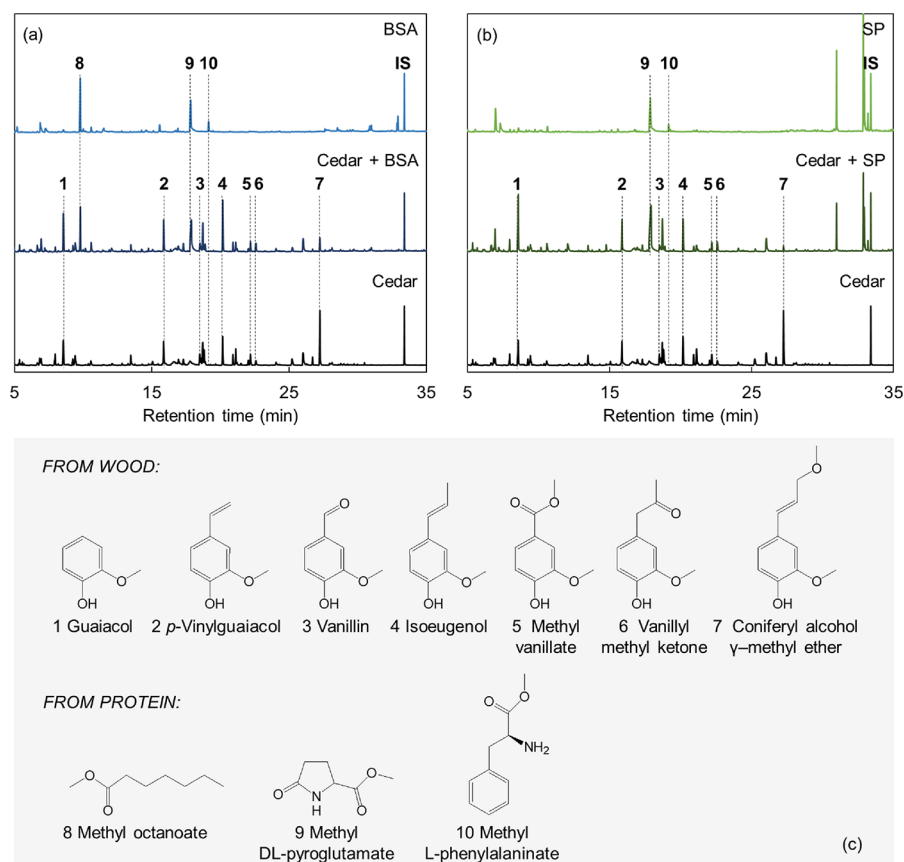 (a)
BSA
8
9
10
IS
Cedar + BSA
1
2
3
4
5
6
7
Cedar
5
15
25
35
Retention time (min)
(b)
SP
9
10
IS
Cedar + SP
1
2
3
4
5
6
7
Cedar
5
15
25
35
Retention time (min)
FROM WOOD:
O
OH
1 Guaiacol
O
OH
2 p-Vinylguaiacol
O
O
OH
3 Vanillin
O
OH
4 Isoeugenol
O
O
O
OH
5 Methyl
vanillate
O
O
OH
6 Vanillyl
methyl ketone
O
O
OH
7 Coniferyl alcohol
γ–methyl ether
FROM PROTEIN:
O
O
8 Methyl octanoate
O
N
H
O
O
9 Methyl
DL-pyroglutamate
O
O
NH2
10 Methyl
L-phenylalaninate
(c)